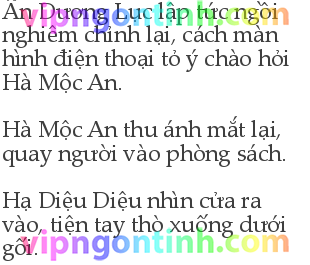 Ân Dương Lục lập tức ngồi
nghiêm chỉnh lại, cách màn
hình điện thoại tỏ ý chào hỏi
Hà Mộc An.
Hà Mộc An thu ánh mắt lại,
quay người vào phòng sách.
Hạ Diệu Diệu nhìn cửa ra
vào, tiện tay thò xuống dưới
gối.
vipngontinh.com
vipngontinh.com